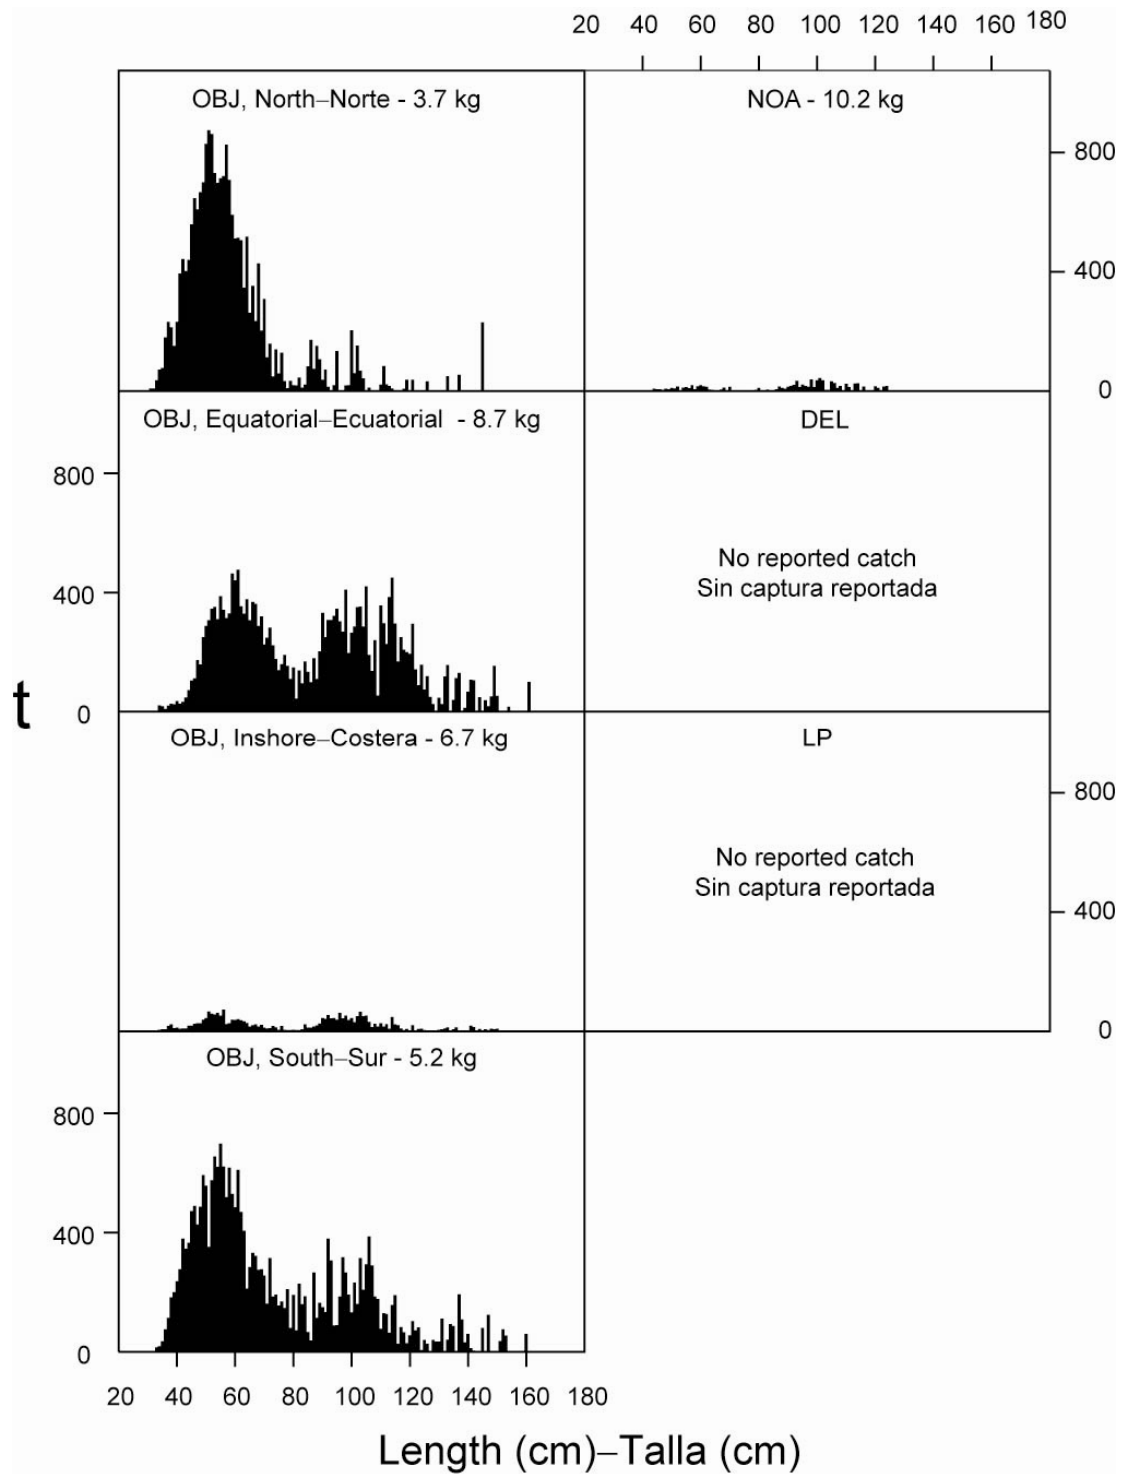 20 40 60 80 100 120 140 160 180
OBJ, North–Norte - 3.7 kg
NOA - 10.2 kg
800
400
0
OBJ, Equatorial–Ecuatorial - 8.7 kg
DEL
800
400
0
No reported catch
Sin captura reportada
t
OBJ, Inshore–Costera - 6.7 kg
LP
800
400
0
No reported catch
Sin captura reportada
OBJ, South–Sur - 5.2 kg
800
400
0
20 40 60 80 100 120 140 160 180
Length (cm)–Talla (cm)